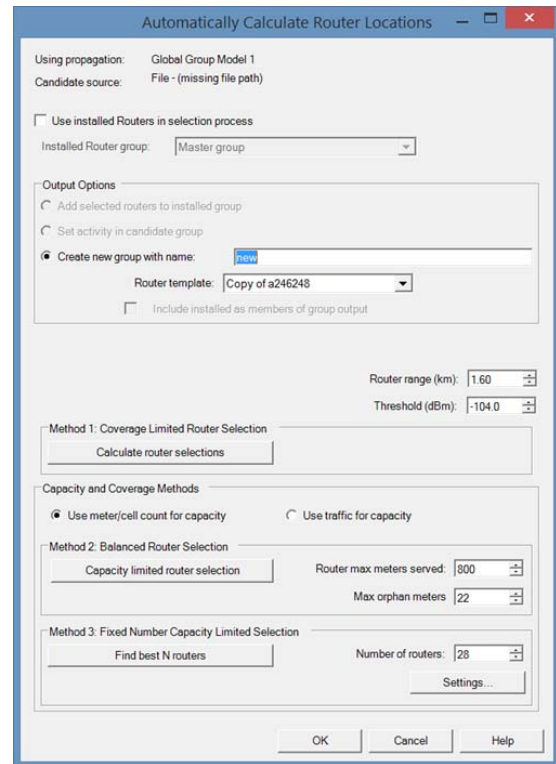 Automatically Calculate Router Locations
Using propagation: Global Group Model 1
Candidate source: File - (missing file path)
Use installed Routers in selection process
Installed Router group: Master group
Output Options
Add selected routers to installed group
Set activity in candidate group
Create new group with name: new
Router template: Copy of a246248
Include installed as members of group output
Router range (km): 1.60
Threshold (dBm): -104.0
Method 1: Coverage Limited Router Selection
Calculate router selections
Capacity and Coverage Methods
Use meter/cell count for capacity Use traffic for capacity
Method 2: Balanced Router Selection
Capacity limited router selection Router max meters served: 800
Max orphan meters 22
Method 3: Fixed Number Capacity Limited Selection
Find best N routers Number of routers: 28
Settings...
OK Cancel Help